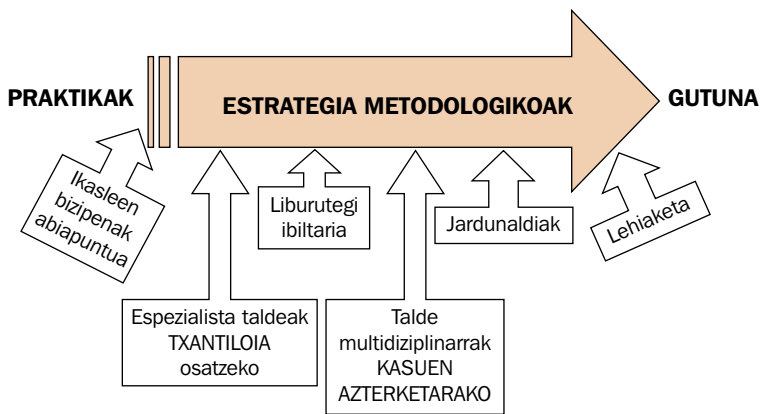 PRAKTIKAK
ESTRATEGIA METODOLOGIKOAK
GUTUNA
Ikasleen
bizipenak
abiapuntua
Liburutegi
ibiltaria
Jardunaldiak
Lehiaketa
Espezialista taldeak
TXANTILOIA
osatzeko
Talde
multidiziplinarrak
KASUEN
AZTERKETARAKO